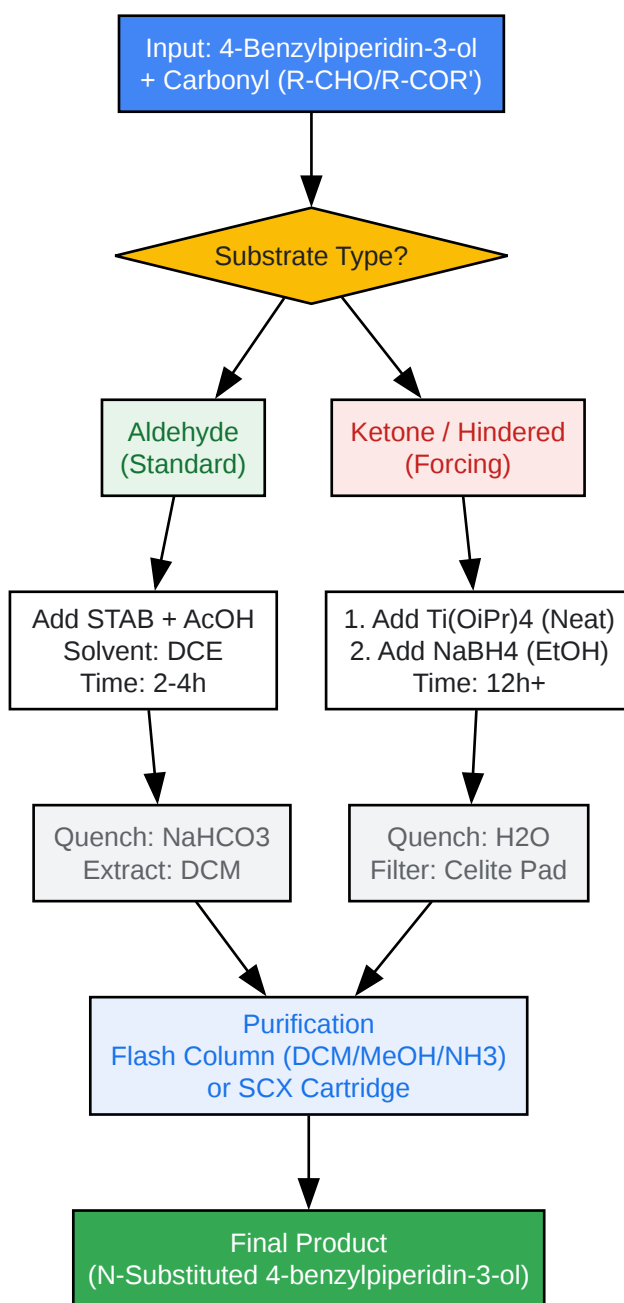 Input: 4-Benzylpiperidin-3-ol
+ Carbonyl (R-CHO/R-COR')
Substrate Type?
Aldehyde
(Standard)
Ketone / Hindered
(Forcing)
Add STAB + AcOH
Solvent: DCE
Time: 2-4h
1. Add Ti(OiPr)4 (Neat)
2. Add NaBH4 (EtOH)
Time: 12h+
Quench: NaHCO3
Extract: DCM
Quench: H2O
Filter: Celite Pad
Purification
Flash Column (DCM/MeOH/NH3)
or SCX Cartridge
Final Product
(N-Substituted 4-benzylpiperidin-3-ol)